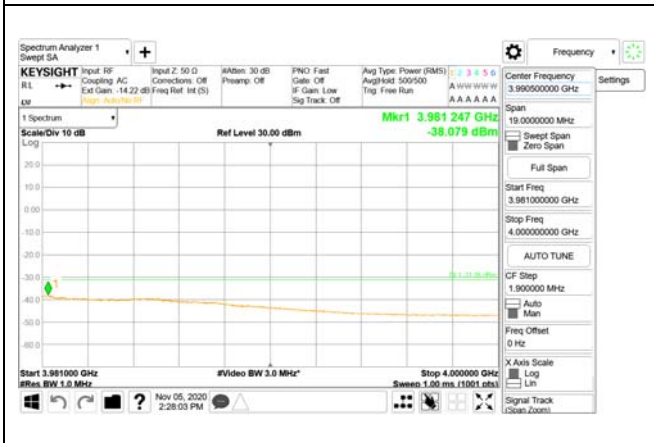 Spectrum Analyzer 1
Swept SA
+
Frequency
KEYSIGHT
Input: RF
Coupling: AC
Ext Gain: -14.22 dB
Align: Auto/No RF
RL
Input Z: 50 Ω
Corrections: Off
Freq Ref: Int (S)
#Atten: 30 dB
Preamp: Off
PNO: Fast
Gate: Off
IF Gain: Low
Sig Track: Off
Avg Type: Power (RMS)
Avg|Hold: 500/500
Trig: Free Run
1 2 3 4 5 6
A W W W W W
A A A A A A
1 Spectrum
Scale/Div 10 dB
Log
Ref Level 30.00 dBm
Mkr1 3.981 247 GHz
-38.079 dBm
20.0
10.0
0.00
-10.0
-20.0
-30.0
-40.0
-50.0
-60.0
1
Start 3.981000 GHz
#Res BW 1.0 MHz
#Video BW 3.0 MHz*
Stop 4.000000 GHz
Sweep 1.00 ms (1001 pts)
Nov 05, 2020
2:28:03 PM
Center Frequency
3.990500000 GHz
Settings
Span
19.0000000 MHz
Swept Span
Zero Span
Full Span
Start Freq
3.981000000 GHz
Stop Freq
4.000000000 GHz
AUTO TUNE
CF Step
1.900000 MHz
Auto
Man
Freq Offset
0 Hz
X Axis Scale
Log
Lin
Signal Track
(Span Zoom)